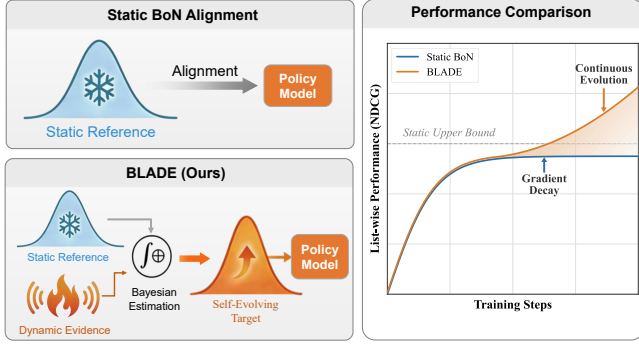 Static BoN Alignment
Alignment
Policy
Model
Static Reference
BLADE (Ours)
Static Reference
Dynamic Evidence
∫⊕
Bayesian
Estimation
Self-Evolving
Target
Policy
Model
Performance Comparison
Static BoN
BLADE
Continuous
Evolution
Static Upper Bound
Gradient
Decay
List-wise Performance (NDCG)
Training Steps